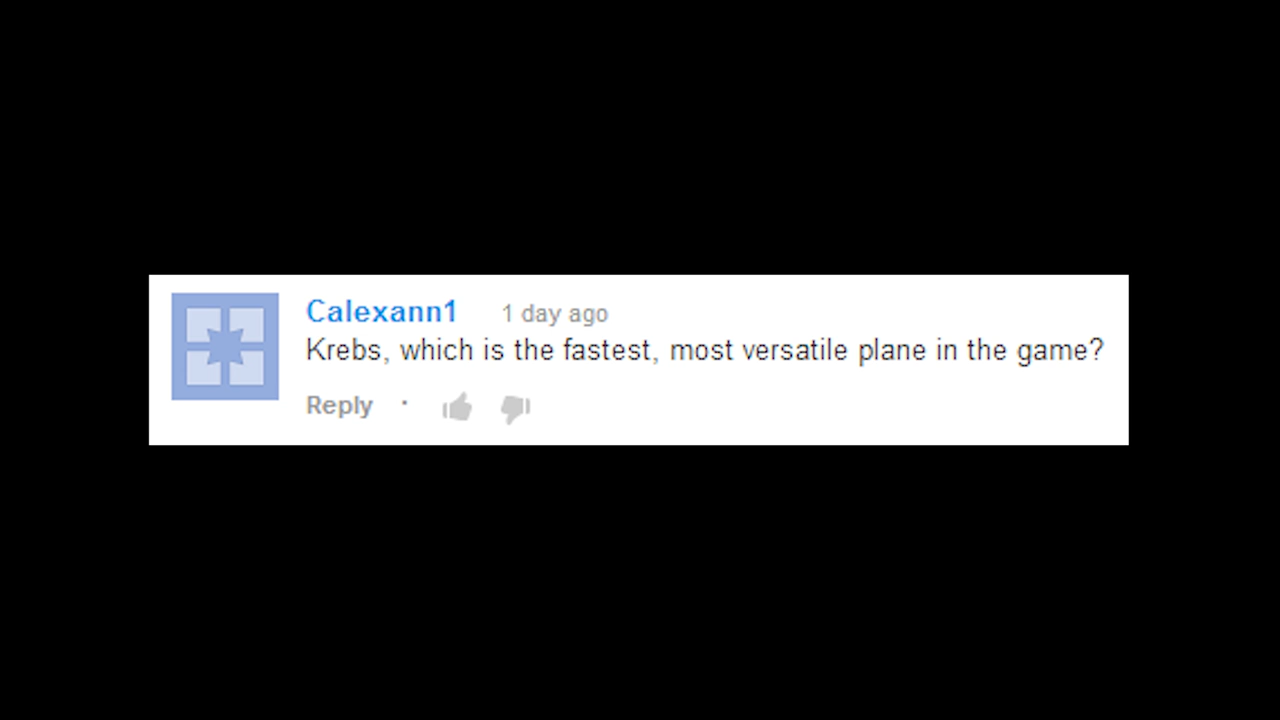 Calexann1 1 day ago
Krebs, which is the fastest, most versatile plane in the game?
Reply ·